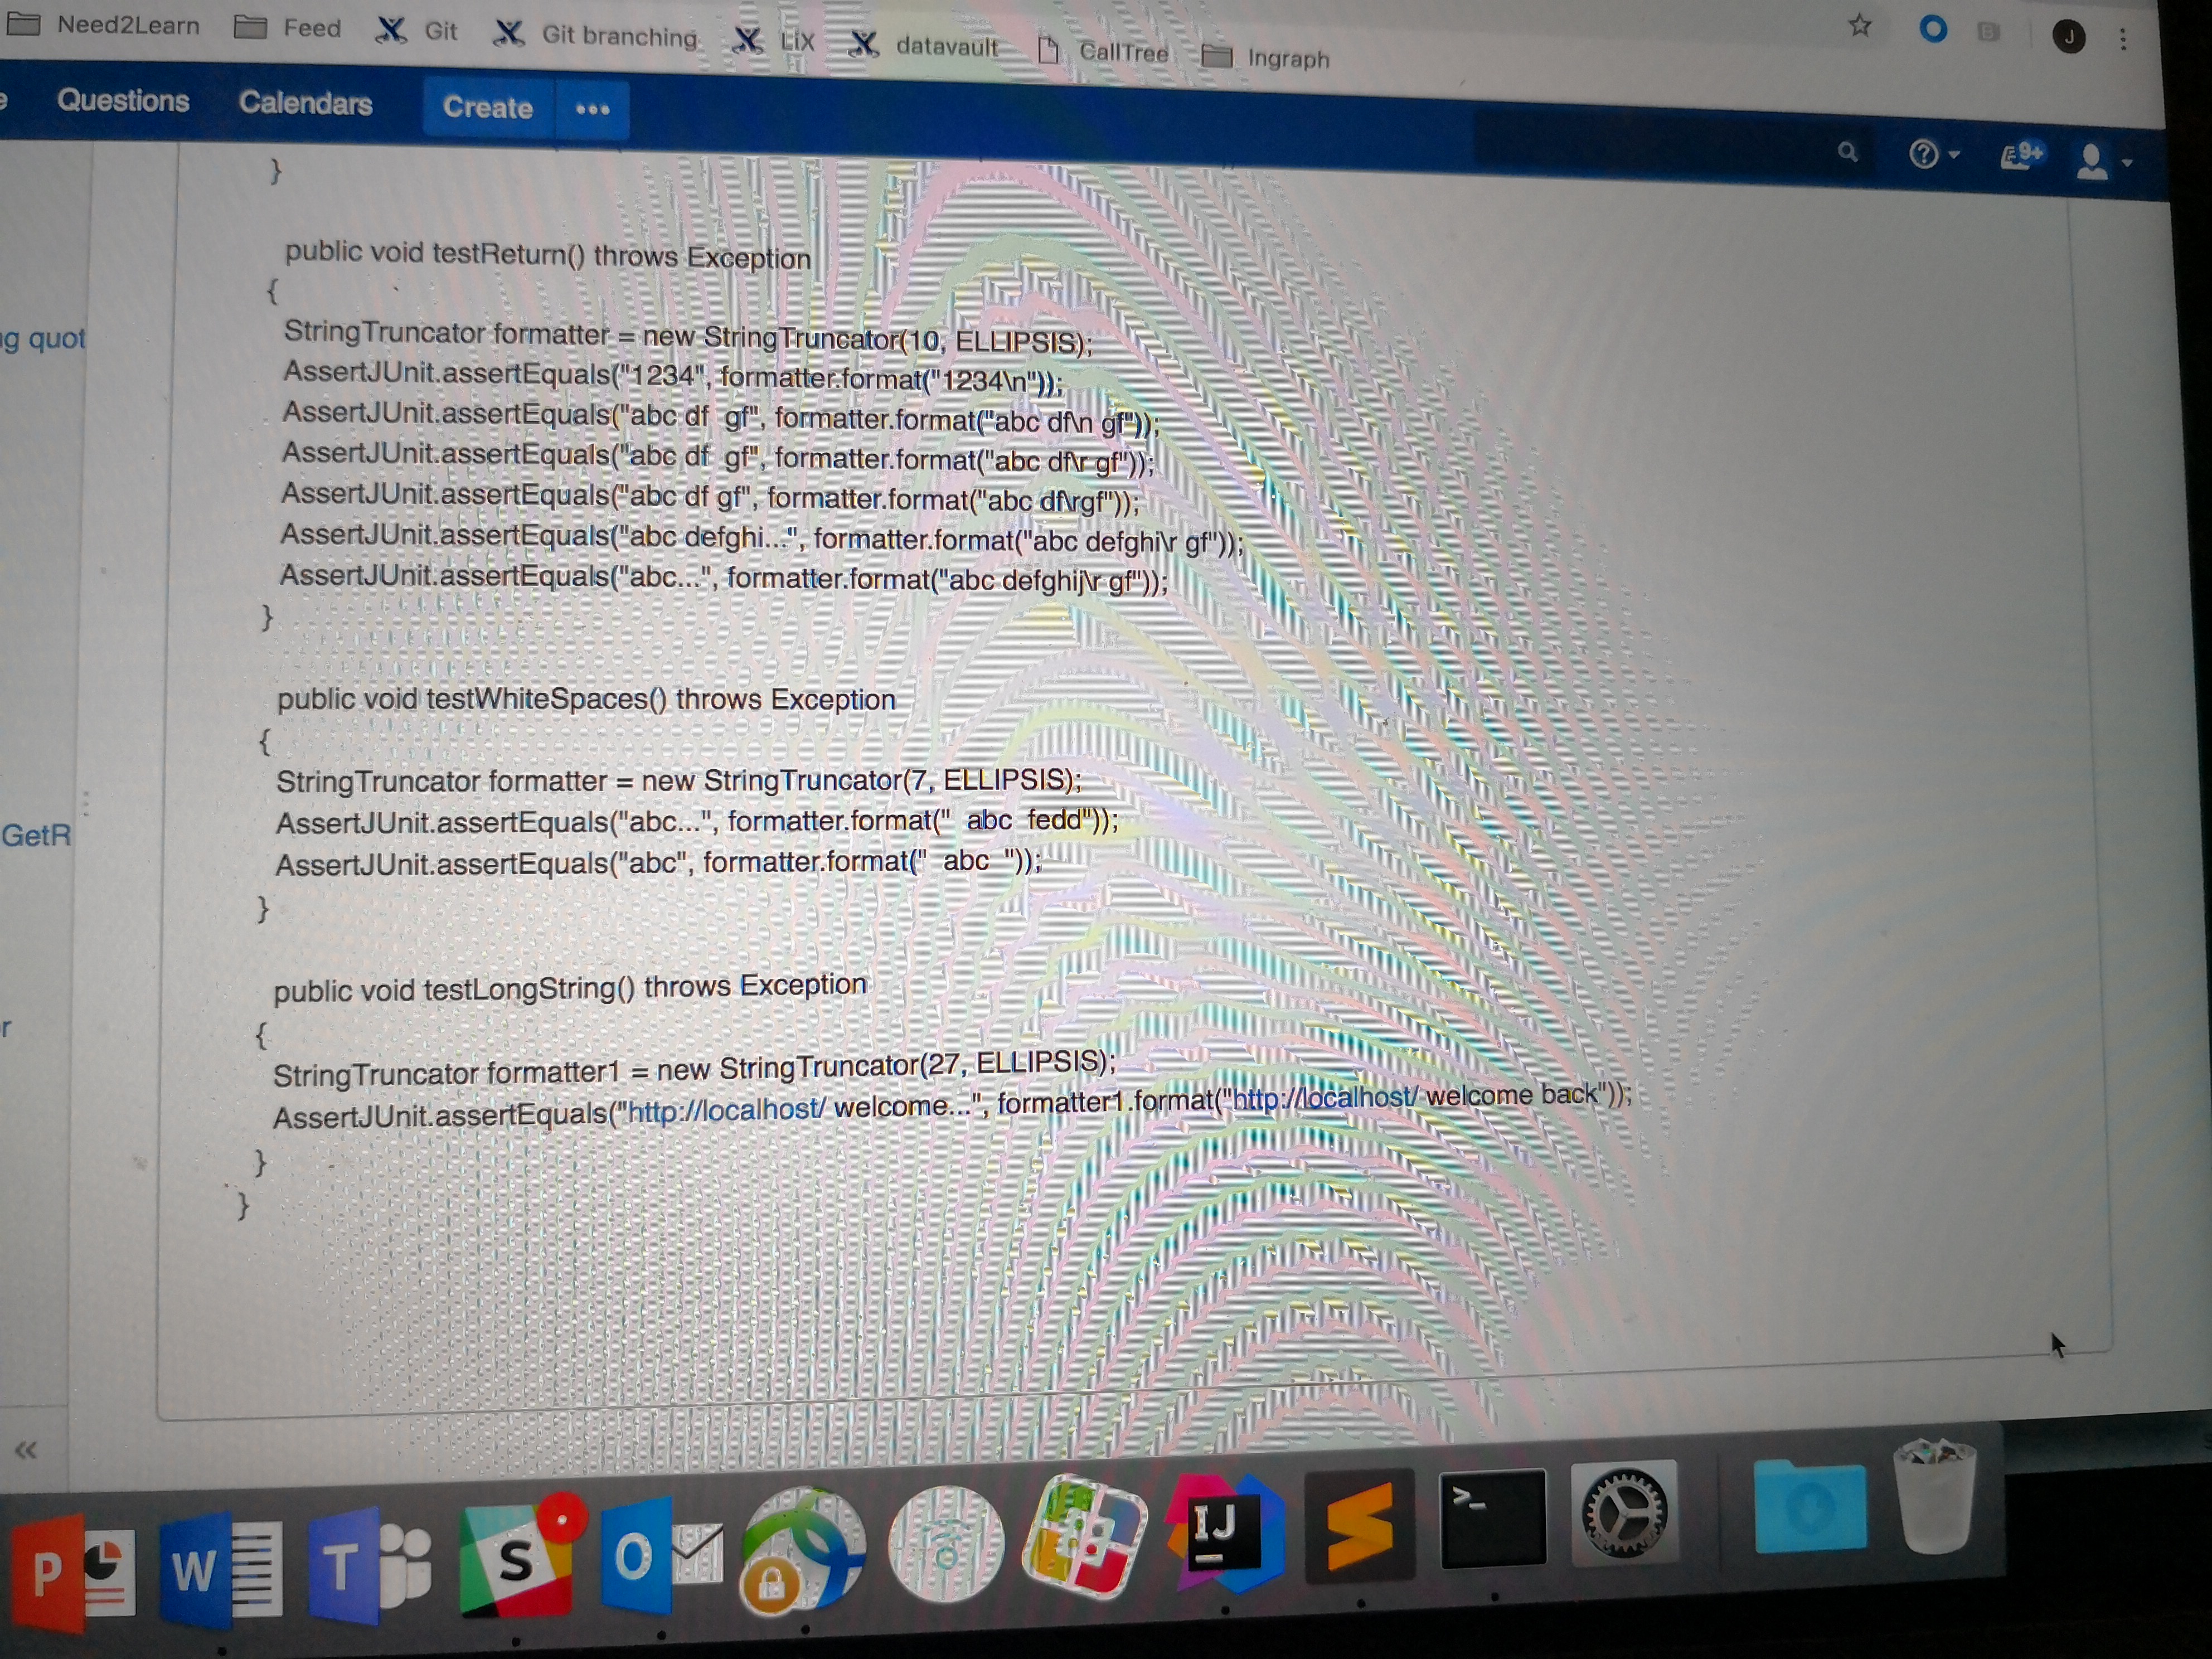 Need2Learn Feed Git Git branching LiX datavault CallTree Ingraph J
Questions Calendars Create ••• 9+
}
public void testReturn() throws Exception
{
StringTruncator formatter = new StringTruncator(10, ELLIPSIS);
AssertJUnit.assertEquals("1234", formatter.format("1234\n"));
AssertJUnit.assertEquals("abc df  gf", formatter.format("abc df\n gf"));
AssertJUnit.assertEquals("abc df  gf", formatter.format("abc df\r gf"));
AssertJUnit.assertEquals("abc df gf", formatter.format("abc df\rgf"));
AssertJUnit.assertEquals("abc defghi...", formatter.format("abc defghi\r gf"));
AssertJUnit.assertEquals("abc...", formatter.format("abc defghij\r gf"));
}
public void testWhiteSpaces() throws Exception
{
StringTruncator formatter = new StringTruncator(7, ELLIPSIS);
AssertJUnit.assertEquals("abc...", formatter.format("  abc  fedd"));
AssertJUnit.assertEquals("abc", formatter.format("  abc  "));
}
public void testLongString() throws Exception
{
StringTruncator formatter1 = new StringTruncator(27, ELLIPSIS);
AssertJUnit.assertEquals("http://localhost/ welcome...", formatter1.format("http://localhost/ welcome back"));
}
}
g quot
GetR
r
«
P W T S O IJ >_